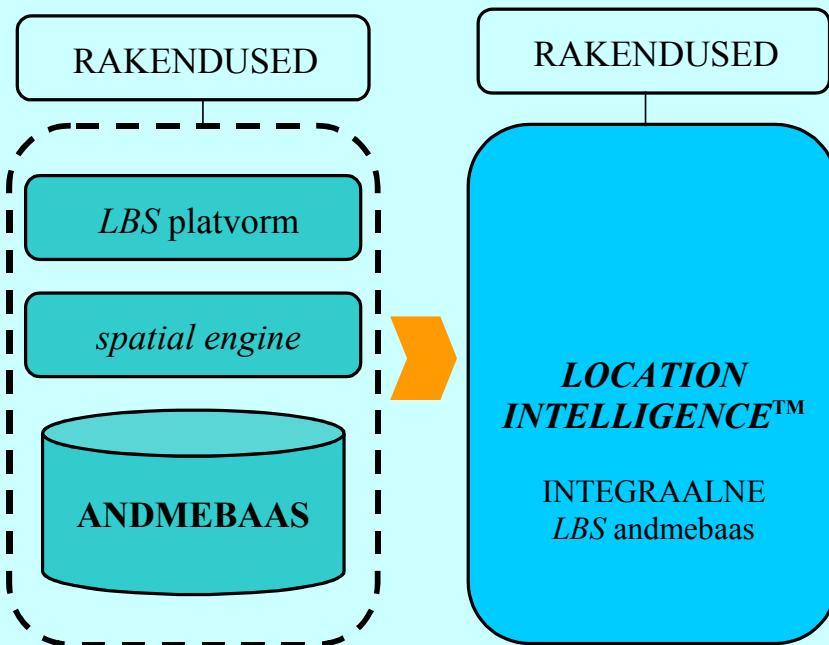 RAKENDUSED
LBS platvorm
spatial engine
ANDMEBAAS
RAKENDUSED
LOCATION
INTELLIGENCE™
INTEGRAALNE
LBS andmebaas